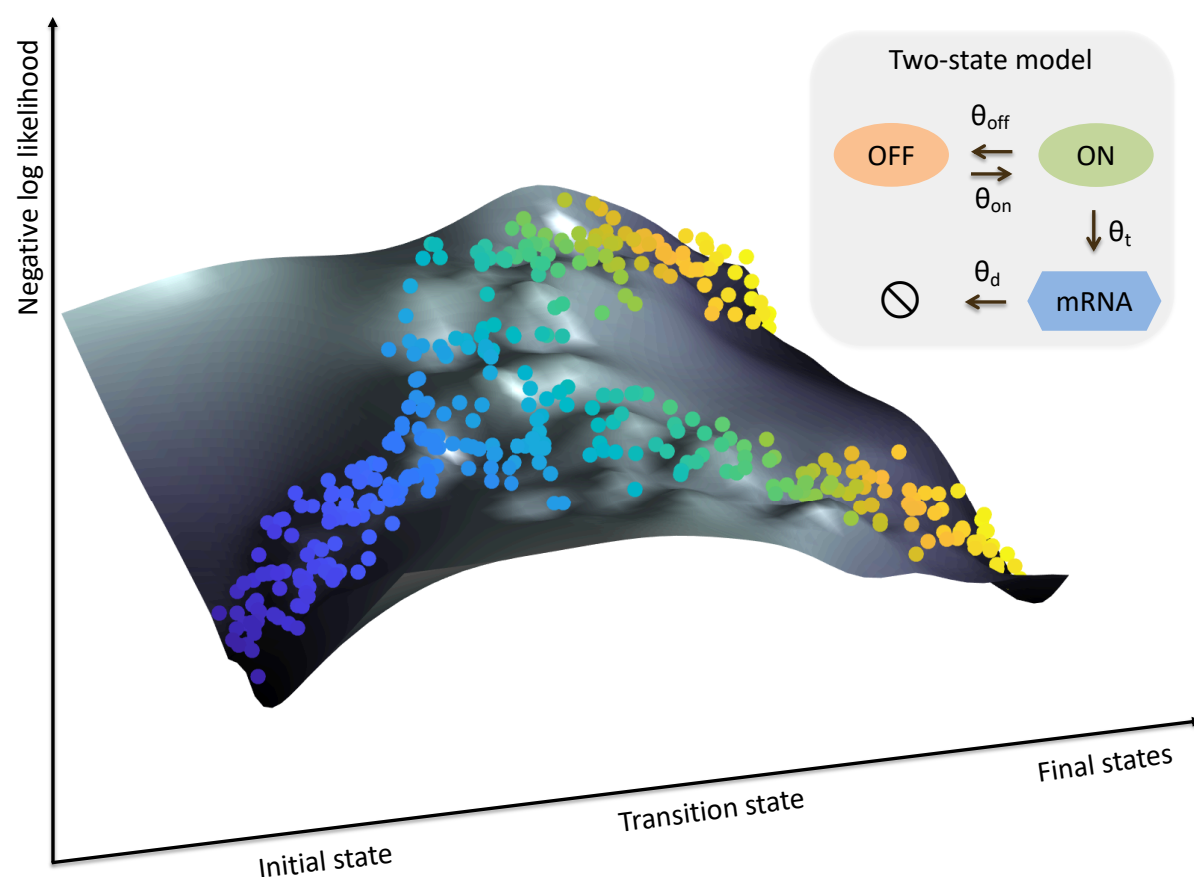 Negative log likelihood
Two-state model
θoff
OFF
ON
θon
θt
θd
mRNA
Initial state
Transition state
Final states